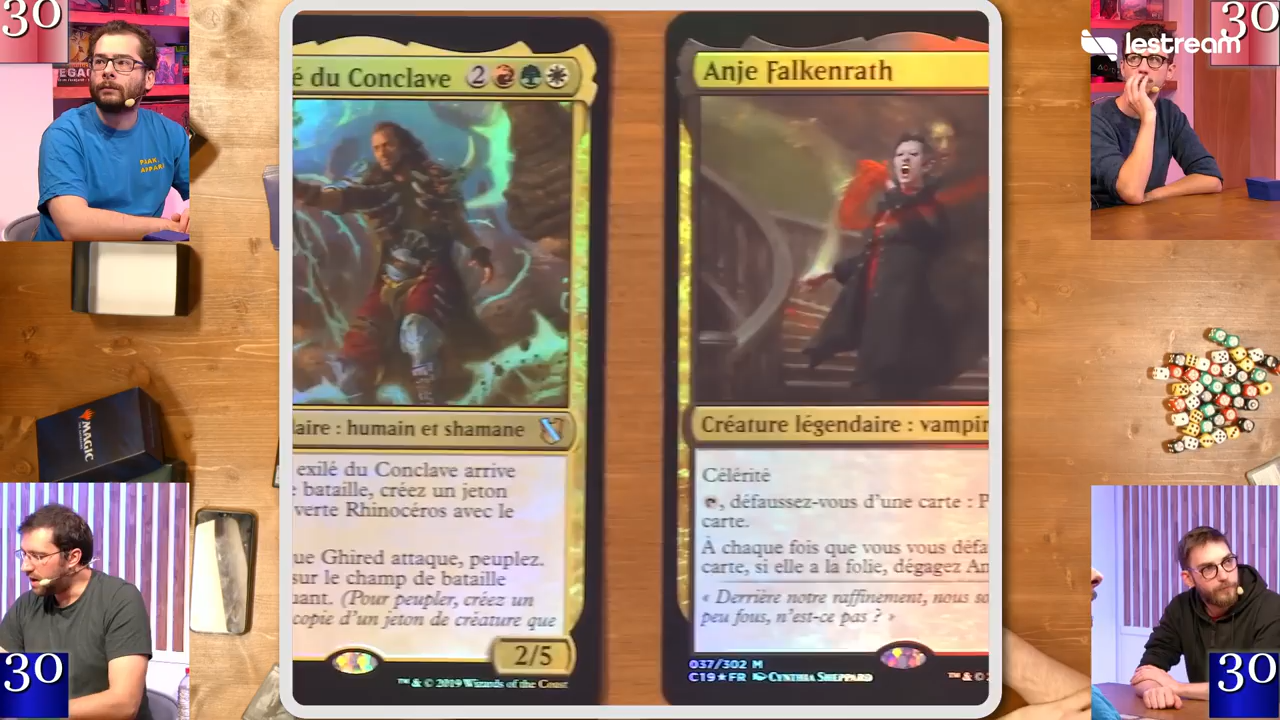 30
30
lestream
PSAK,
MAGIC
30
30
é du Conclave 2
laire : humain et shamane
exilé du Conclave arrive
bataille, créez un jeton
verte Rhinocéros avec le
ue Ghired attaque, peuplez.
sur le champ de bataille
uant. (Pour peupler, créez un
copie d'un jeton de créature que
2/5
™ & © 2019 Wizards of the Coast
Anje Falkenrath
Créature légendaire : vampir
Célérité
, défaussez-vous d'une carte : P
carte.
À chaque fois que vous vous défa
carte, si elle a la folie, dégagez An
« Derrière notre raffinement, nous so
peu fous, n'est-ce pas ? »
037/302 M
C19★FR Cynthia Sheppard
™ & ©